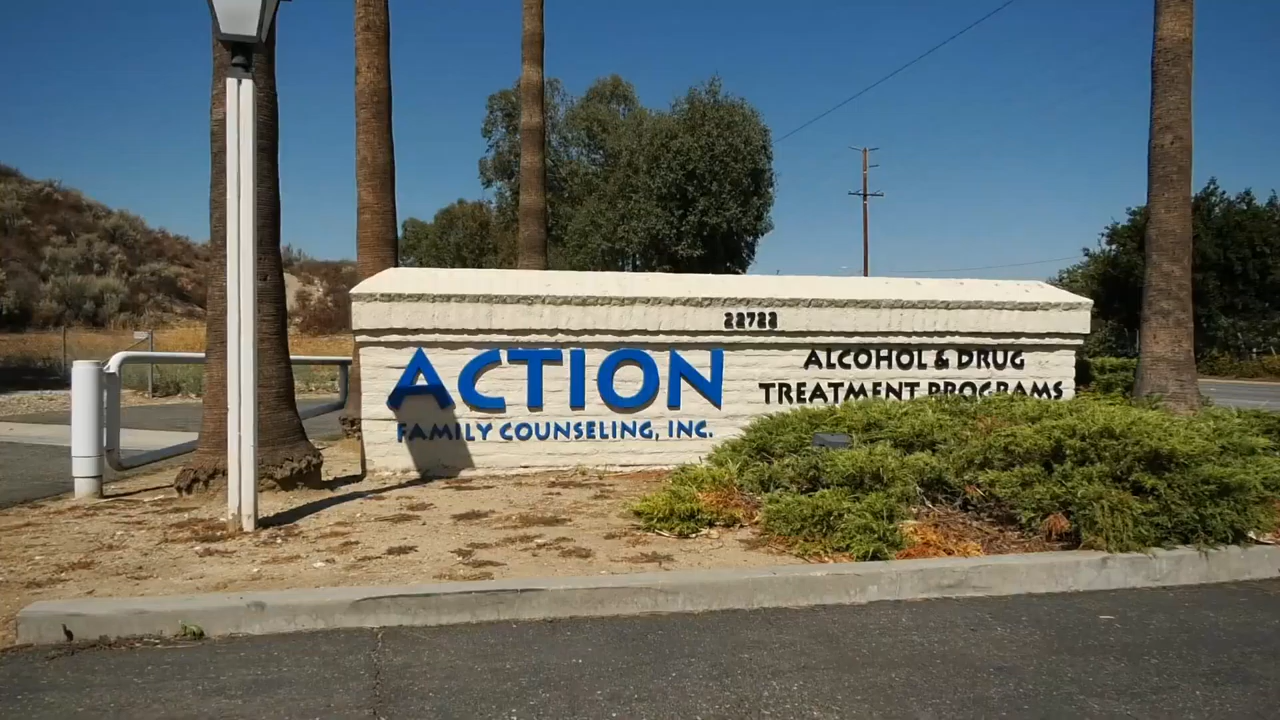 22722
ACTION
FAMILY COUNSELING, INC.
ALCOHOL & DRUG
TREATMENT PROGRAMS